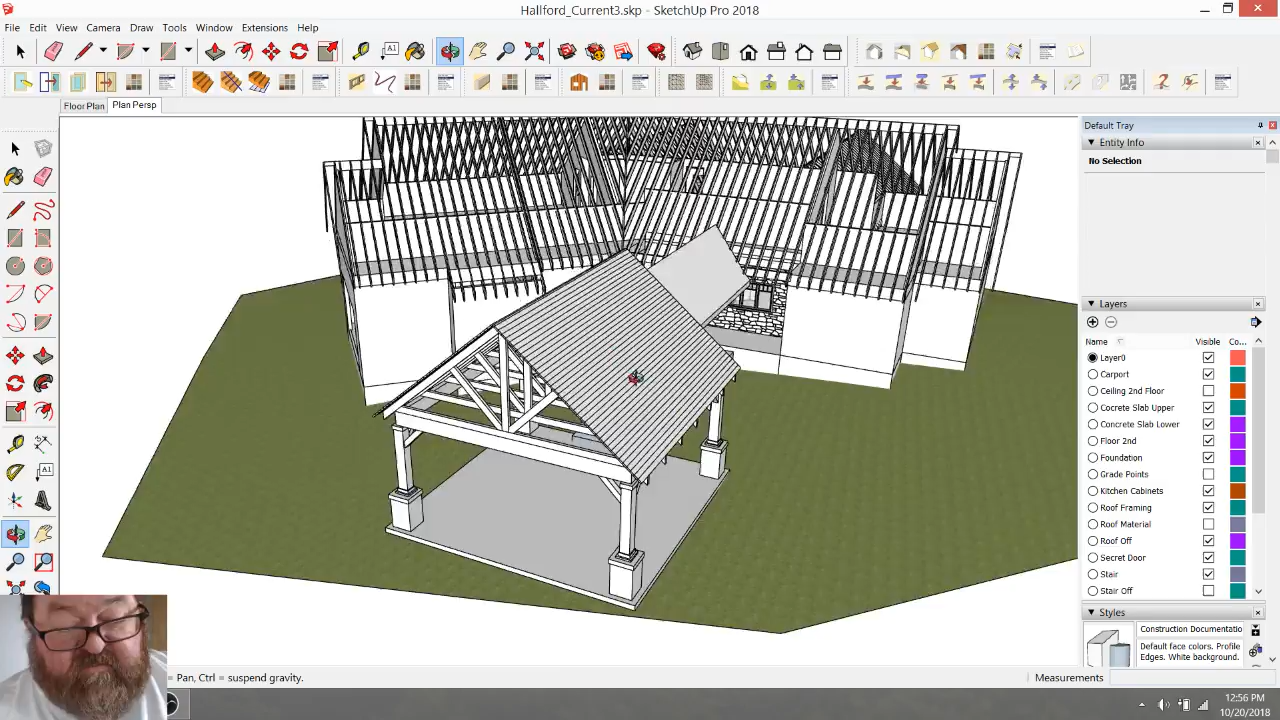 Hallford_Current3.skp - SketchUp Pro 2018
File Edit View Camera Draw Tools Window Extensions Help
Floor Plan Plan Persp
Default Tray
Entity Info
No Selection
Layers
Name Visible Co...
Layer0
Carport
Ceiling 2nd Floor
Cocrete Slab Upper
Concrete Slab Lower
Floor 2nd
Foundation
Grade Points
Kitchen Cabinets
Roof Framing
Roof Material
Roof Off
Secret Door
Stair
Stair Off
Styles
Construction Documentatio
Default face colors. Profile
Edges. White background.
= Pan, Ctrl = suspend gravity.
Measurements
12:56 PM
10/20/2018